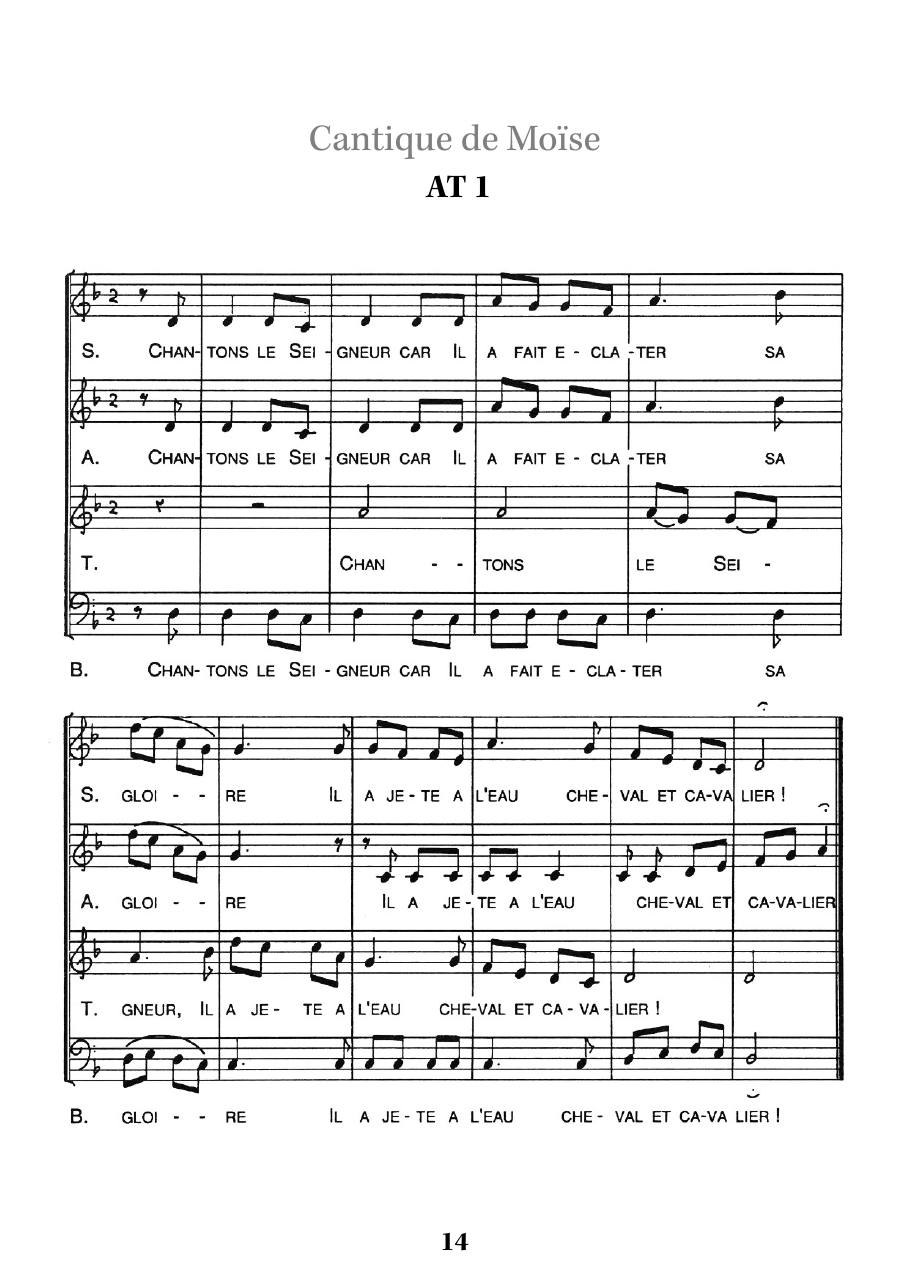 Cantique de Moïse
AT 1
S. CHAN- TONS LE SEI - GNEUR CAR IL A FAIT E - CLA - TER SA
A. CHAN- TONS LE SEI - GNEUR CAR IL A FAIT E - CLA - TER SA
T. CHAN - - TONS LE SEI -
B. CHAN- TONS LE SEI - GNEUR CAR IL A FAIT E - CLA - TER SA
S. GLOI - - RE IL A JE - TE A L'EAU CHE - VAL ET CA-VA LIER !
A. GLOI - - RE IL A JE - TE A L'EAU CHE-VAL ET CA-VA-LIER
T. GNEUR, IL A JE - TE A L'EAU CHE-VAL ET CA - VA - LIER !
B. GLOI - - RE IL A JE - TE A L'EAU CHE - VAL ET CA-VA LIER !
14